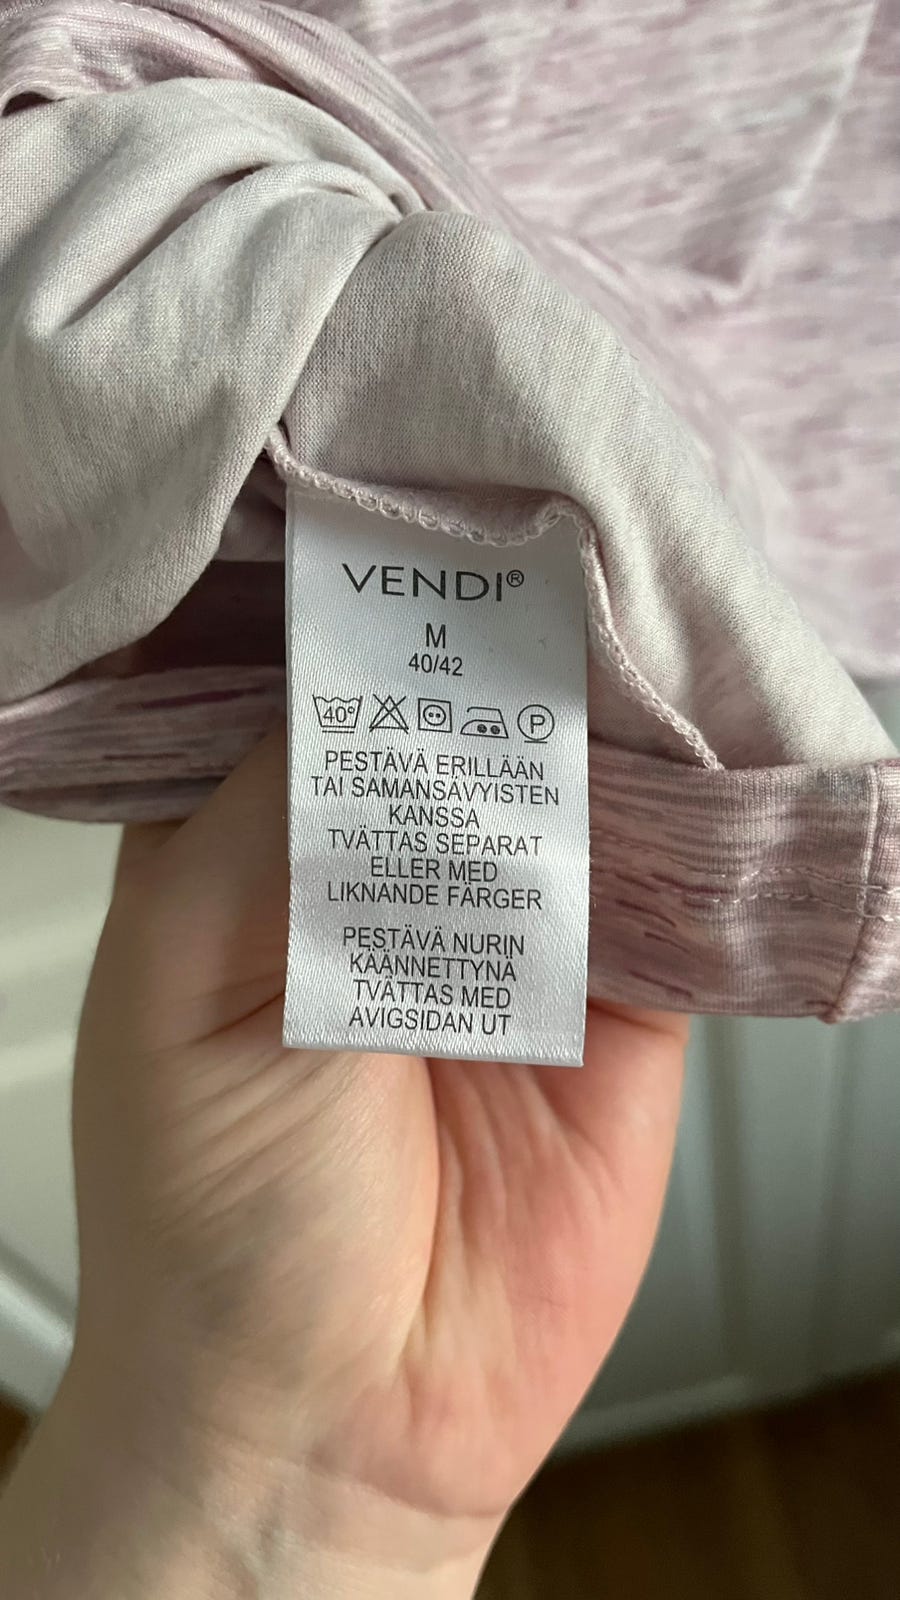 VENDI®
M
40/42
40° P
PESTÄVÄ ERILLÄÄN
TAI SAMANSÄVYISTEN
KANSSA
TVÄTTAS SEPARAT
ELLER MED
LIKNANDE FÄRGER
PESTÄVÄ NURIN
KÄÄNNETTYNÄ
TVÄTTAS MED
AVIGSIDAN UT